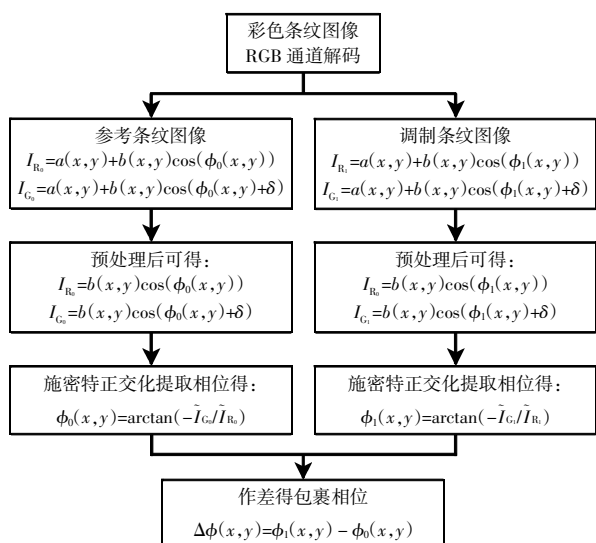 彩色条纹图像
RGB 通道解码
参考条纹图像
I_{R_0}=a(x,y)+b(x,y)cos(ϕ_0(x,y))
I_{G_0}=a(x,y)+b(x,y)cos(ϕ_0(x,y)+δ)
调制条纹图像
I_{R_1}=a(x,y)+b(x,y)cos(ϕ_1(x,y))
I_{G_1}=a(x,y)+b(x,y)cos(ϕ_1(x,y)+δ)
预处理后可得：
I_{R_0}=b(x,y)cos(ϕ_0(x,y))
I_{G_0}=b(x,y)cos(ϕ_0(x,y)+δ)
预处理后可得：
I_{R_0}=b(x,y)cos(ϕ_1(x,y))
I_{G_1}=b(x,y)cos(ϕ_1(x,y)+δ)
施密特正交化提取相位得：
ϕ_0(x,y)=arctan(-Ĩ_{G_0}/Ĩ_{R_0})
施密特正交化提取相位得：
ϕ_1(x,y)=arctan(-Ĩ_{G_1}/Ĩ_{R_1})
作差得包裹相位
Δϕ(x,y)=ϕ_1(x,y)-ϕ_0(x,y)